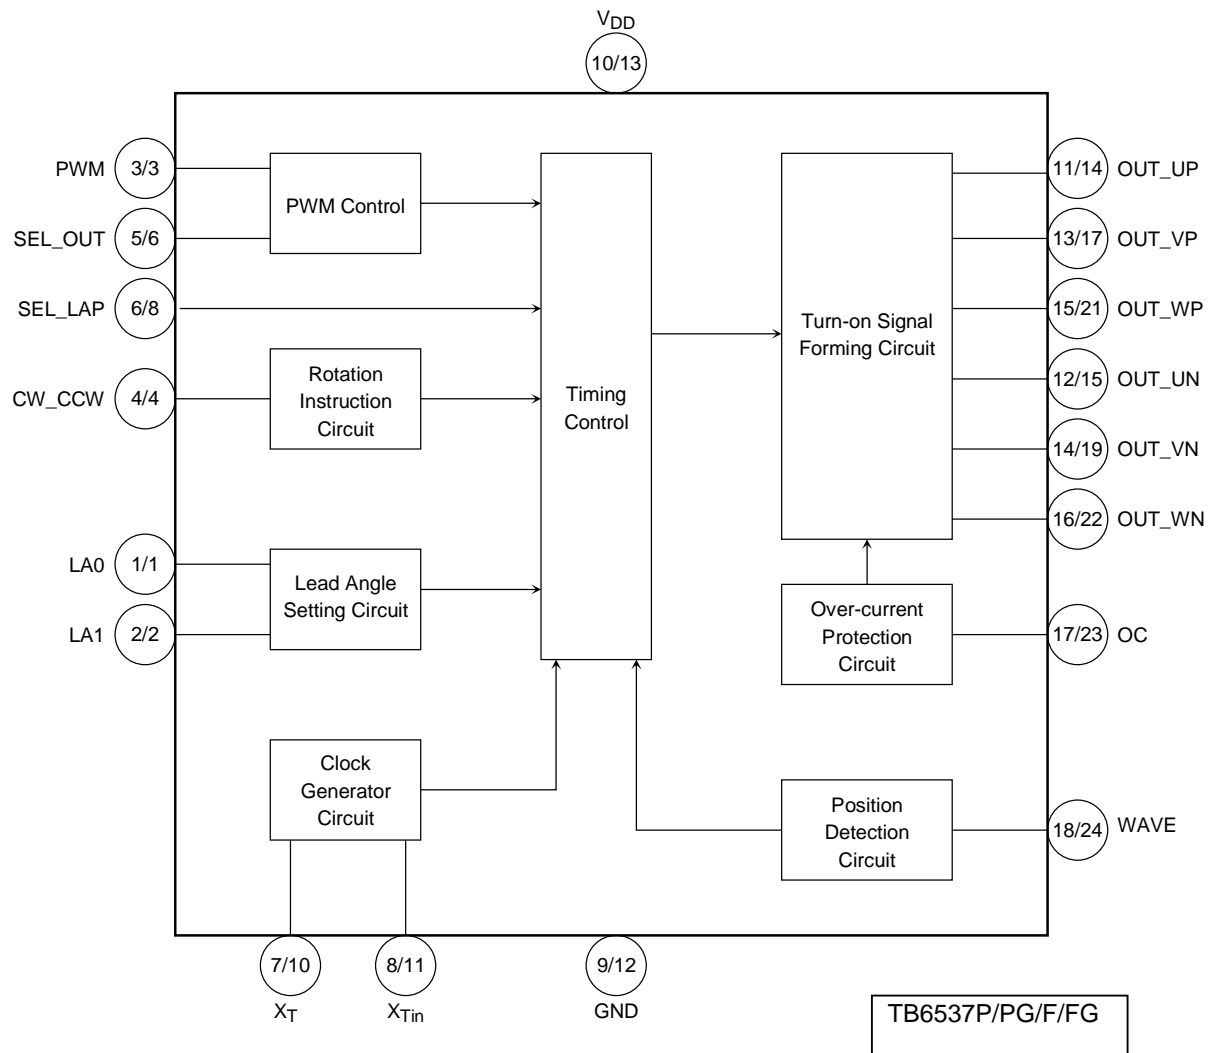 VDD
10/13
PWM
3/3
SEL_OUT
5/6
SEL_LAP
6/8
CW_CCW
4/4
LA0
1/1
LA1
2/2
PWM Control
Rotation
Instruction
Circuit
Lead Angle
Setting Circuit
Clock
Generator
Circuit
Timing
Control
Turn-on Signal
Forming Circuit
Over-current
Protection
Circuit
Position
Detection
Circuit
11/14
OUT_UP
13/17
OUT_VP
15/21
OUT_WP
12/15
OUT_UN
14/19
OUT_VN
16/22
OUT_WN
17/23
OC
18/24
WAVE
7/10
XT
8/11
XTin
9/12
GND
TB6537P/PG/F/FG